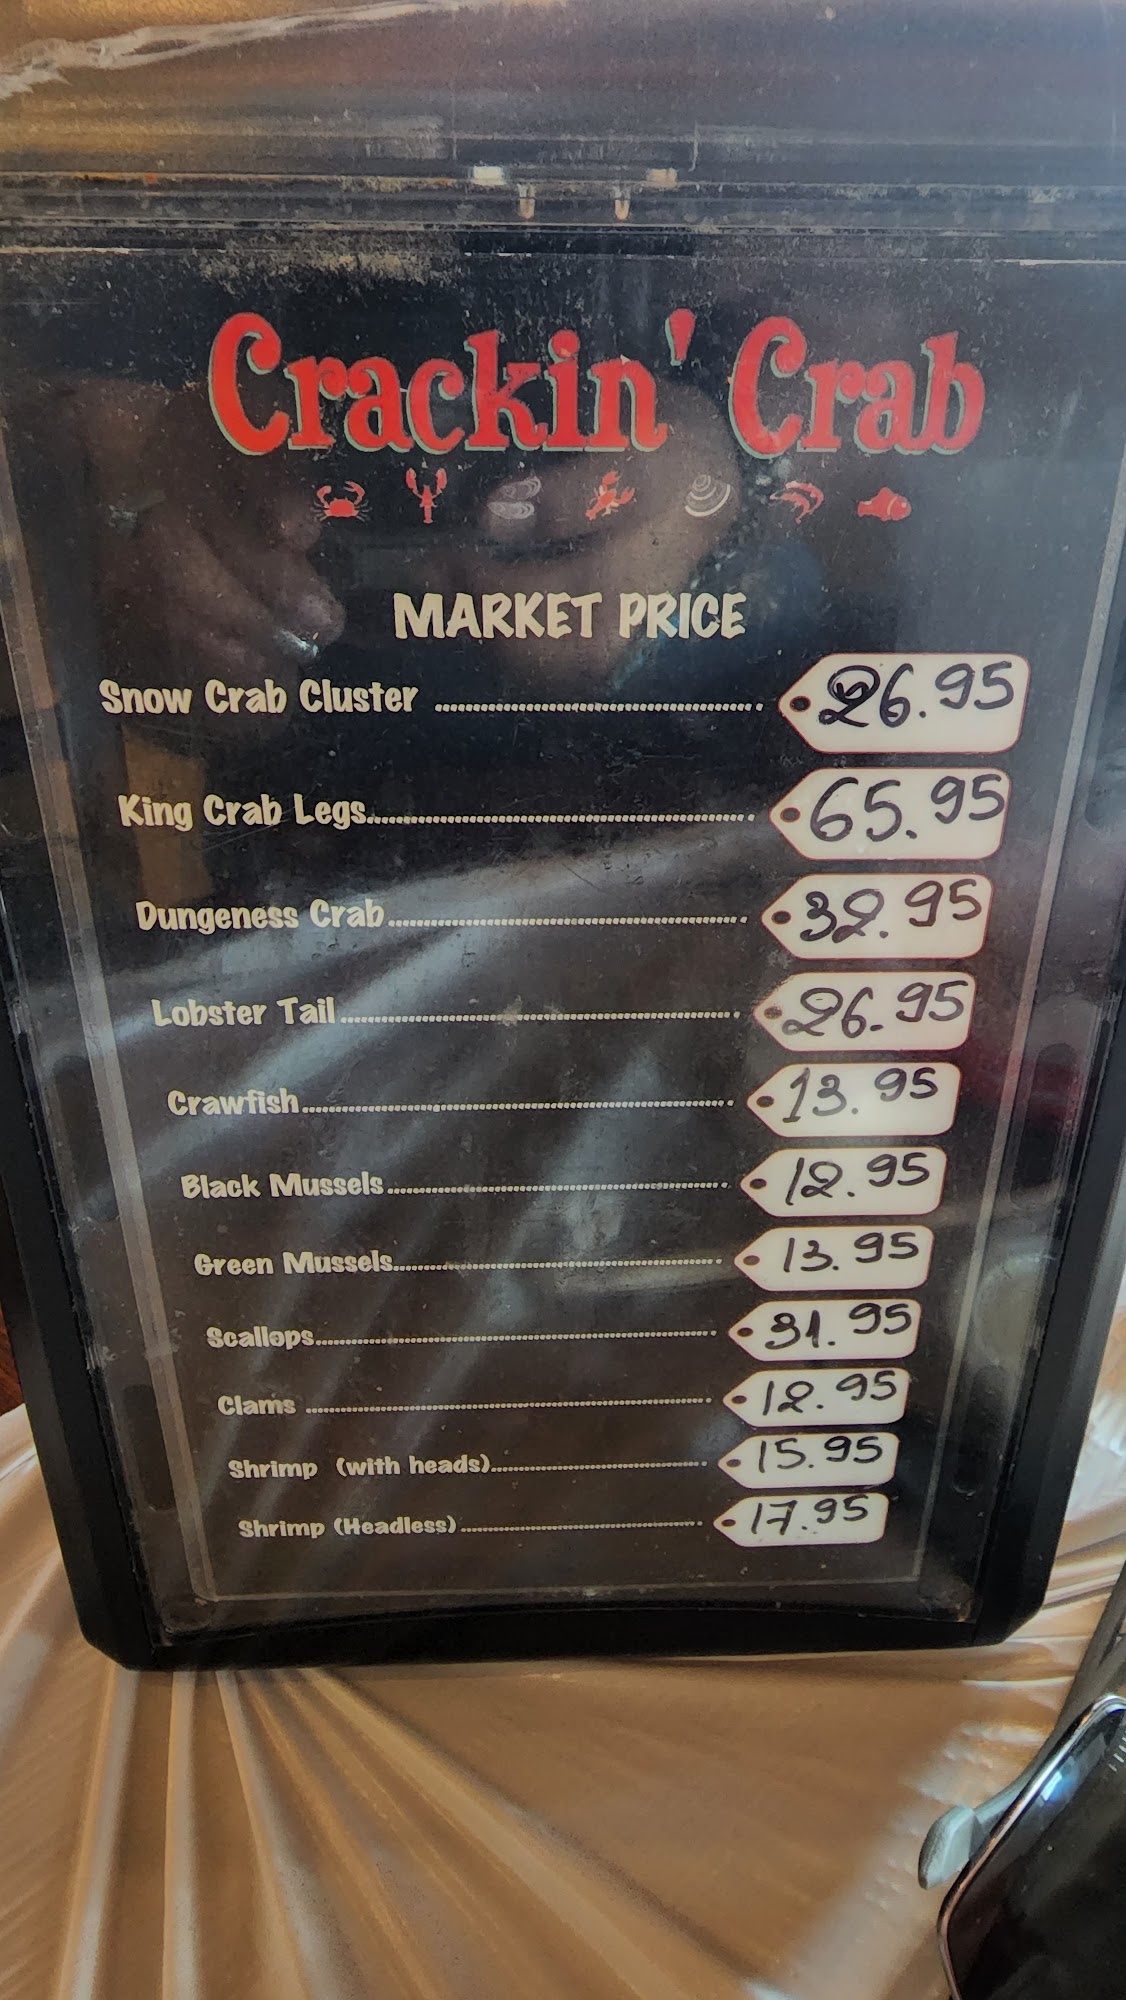 Crackin' Crab
MARKET PRICE
Snow Crab Cluster ................ 26.95
King Crab Legs................ 65.95
Dungeness Crab................ 32.95
Lobster Tail................ 26.95
Crawfish................ 13.95
Black Mussels................ 12.95
Green Mussels................ 13.95
Scallops................ 31.95
Clams ................ 12.95
Shrimp (with heads)................ 15.95
Shrimp (Headless)................ 17.95